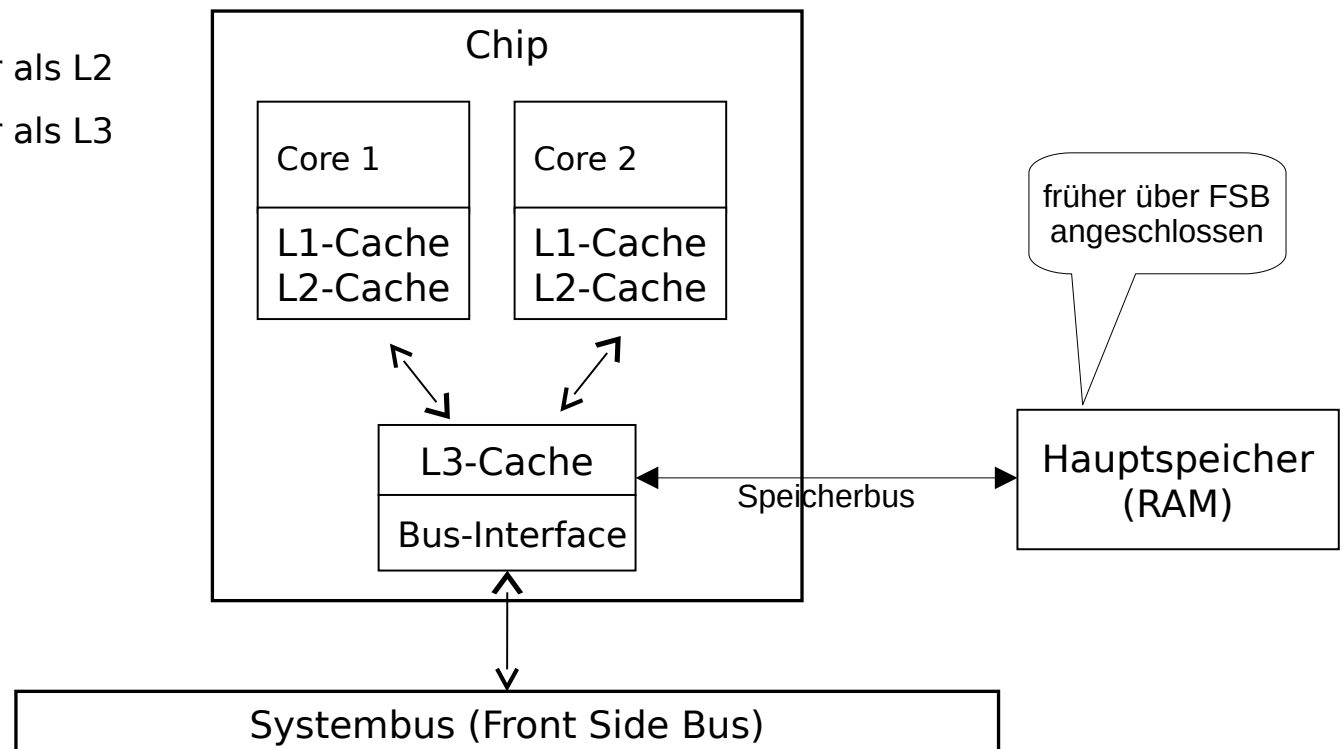 r als L2
r als L3
Chip
Core 1
Core 2
L1-Cache
L2-Cache
L1-Cache
L2-Cache
früher über FSB
angeschlossen
L3-Cache
Bus-Interface
Speicherbus
Hauptspeicher
(RAM)
Systembus (Front Side Bus)